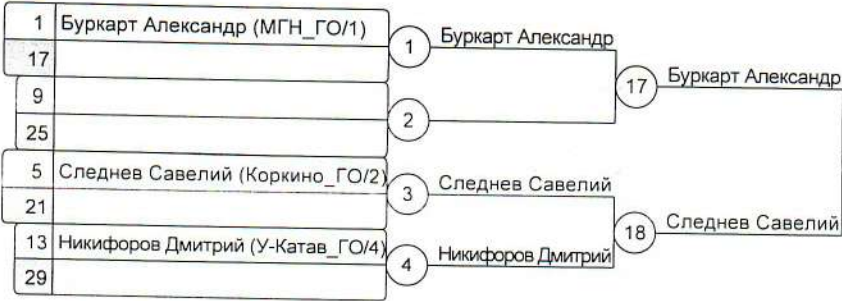 1 Буркарт Александр (МГН_ГО/1)
17
1
Буркарт Александр
9
25
2
17
Буркарт Александр
5 Следнев Савелий (Коркино_ГО/2)
21
3
Следнев Савелий
13 Никифоров Дмитрий (У-Катав_ГО/4)
29
4
Никифоров Дмитрий
18
Следнев Савелий